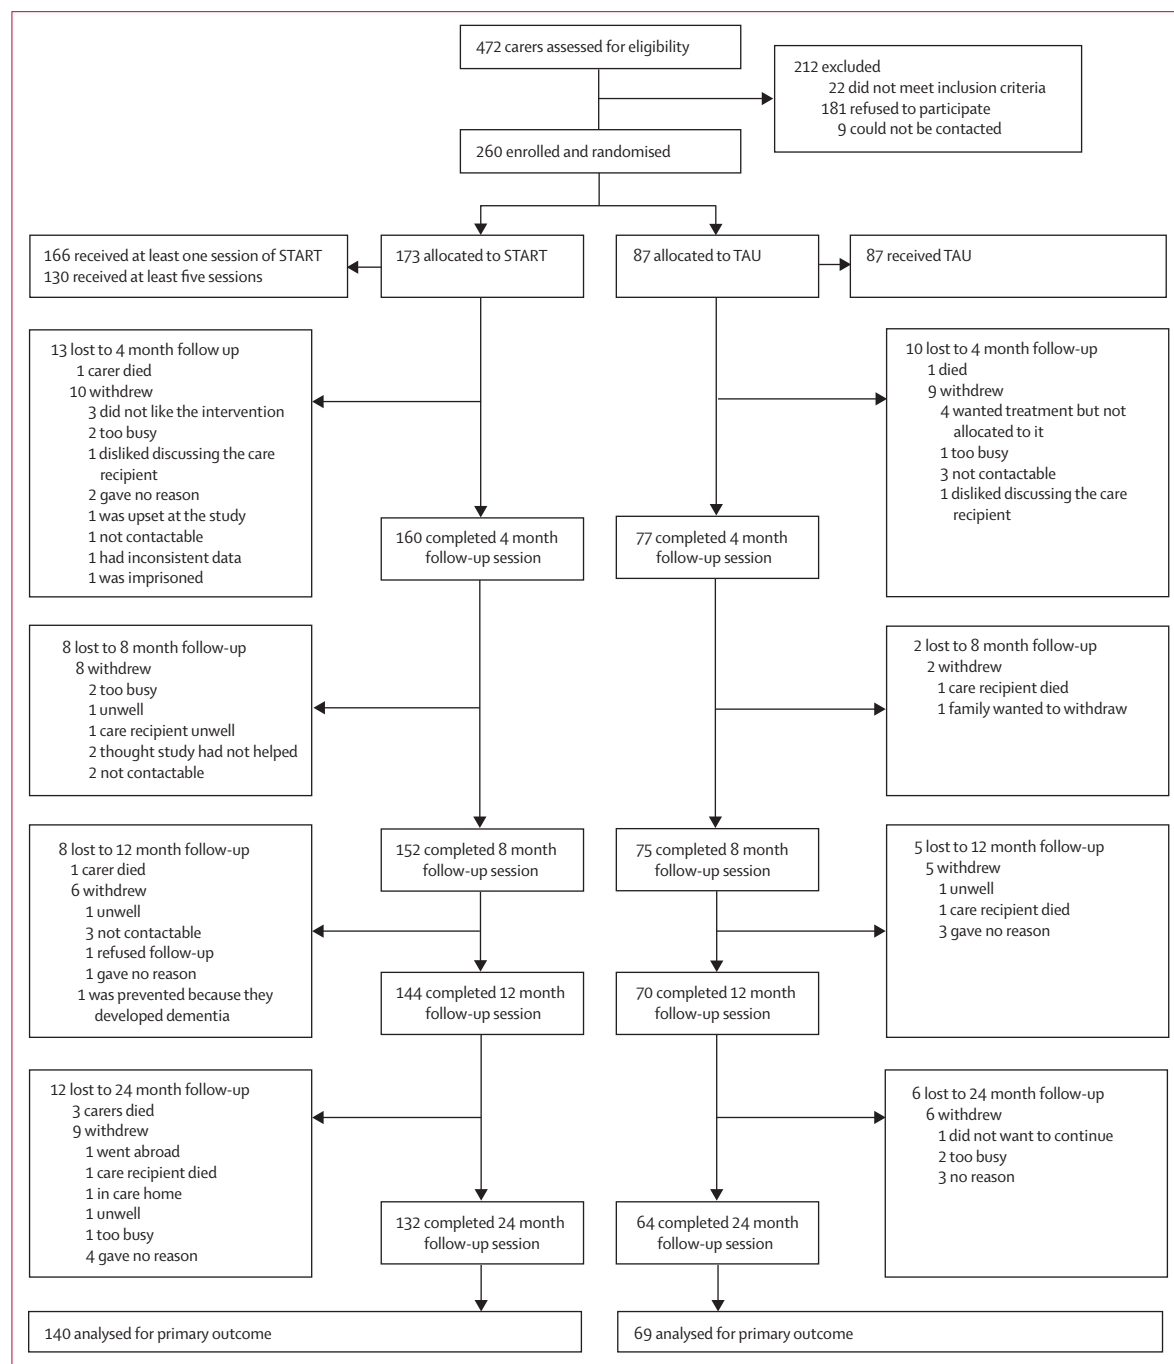 472 carers assessed for eligibility
212 excluded
22 did not meet inclusion criteria
181 refused to participate
9 could not be contacted
260 enrolled and randomised
166 received at least one session of START
130 received at least five sessions
173 allocated to START
87 allocated to TAU
87 received TAU
13 lost to 4 month follow up
1 carer died
10 withdrew
3 did not like the intervention
2 too busy
1 disliked discussing the care
recipient
2 gave no reason
1 was upset at the study
1 not contactable
1 had inconsistent data
1 was imprisoned
10 lost to 4 month follow-up
1 died
9 withdrew
4 wanted treatment but not
allocated to it
1 too busy
3 not contactable
1 disliked discussing the care
recipient
160 completed 4 month
follow-up session
77 completed 4 month
follow-up session
8 lost to 8 month follow-up
8 withdrew
2 too busy
1 unwell
1 care recipient unwell
2 thought study had not helped
2 not contactable
2 lost to 8 month follow-up
2 withdrew
1 care recipient died
1 family wanted to withdraw
152 completed 8 month
follow-up session
75 completed 8 month
follow-up session
8 lost to 12 month follow-up
1 carer died
6 withdrew
1 unwell
3 not contactable
1 refused follow-up
1 gave no reason
1 was prevented because they
developed dementia
5 lost to 12 month follow-up
5 withdrew
1 unwell
1 care recipient died
3 gave no reason
144 completed 12 month
follow-up session
70 completed 12 month
follow-up session
12 lost to 24 month follow-up
3 carers died
9 withdrew
1 went abroad
1 care recipient died
1 in care home
1 unwell
1 too busy
4 gave no reason
6 lost to 24 month follow-up
6 withdrew
1 did not want to continue
2 too busy
3 no reason
132 completed 24 month
follow-up session
64 completed 24 month
follow-up session
140 analysed for primary outcome
69 analysed for primary outcome